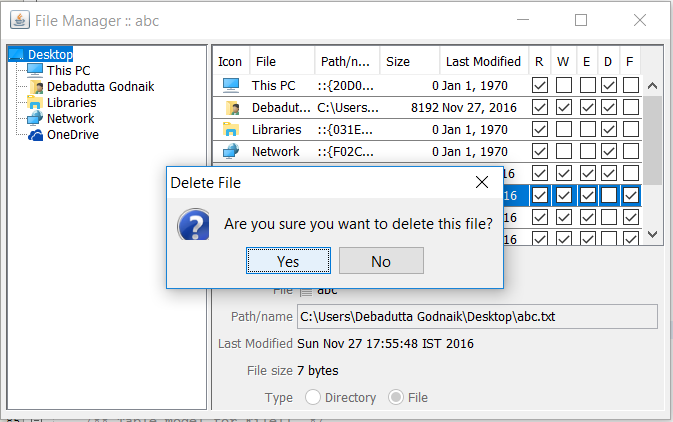 File Manager :: abc
Desktop
This PC
Debadutta Godnaik
Libraries
Network
OneDrive
Icon File Path/n... Size Last Modified R W E D F
This PC ::{20D0... 0 Jan 1, 1970
Debadut... C:\Users... 8192 Nov 27, 2016
Libraries ::{031E... 0 Jan 1, 1970
Network ::{F02C... 0 Jan 1, 1970
16
16
16
16
Delete File
Are you sure you want to delete this file?
Yes No
File abc
Path/name C:\Users\Debadutta Godnaik\Desktop\abc.txt
Last Modified Sun Nov 27 17:55:48 IST 2016
File size 7 bytes
Type Directory File